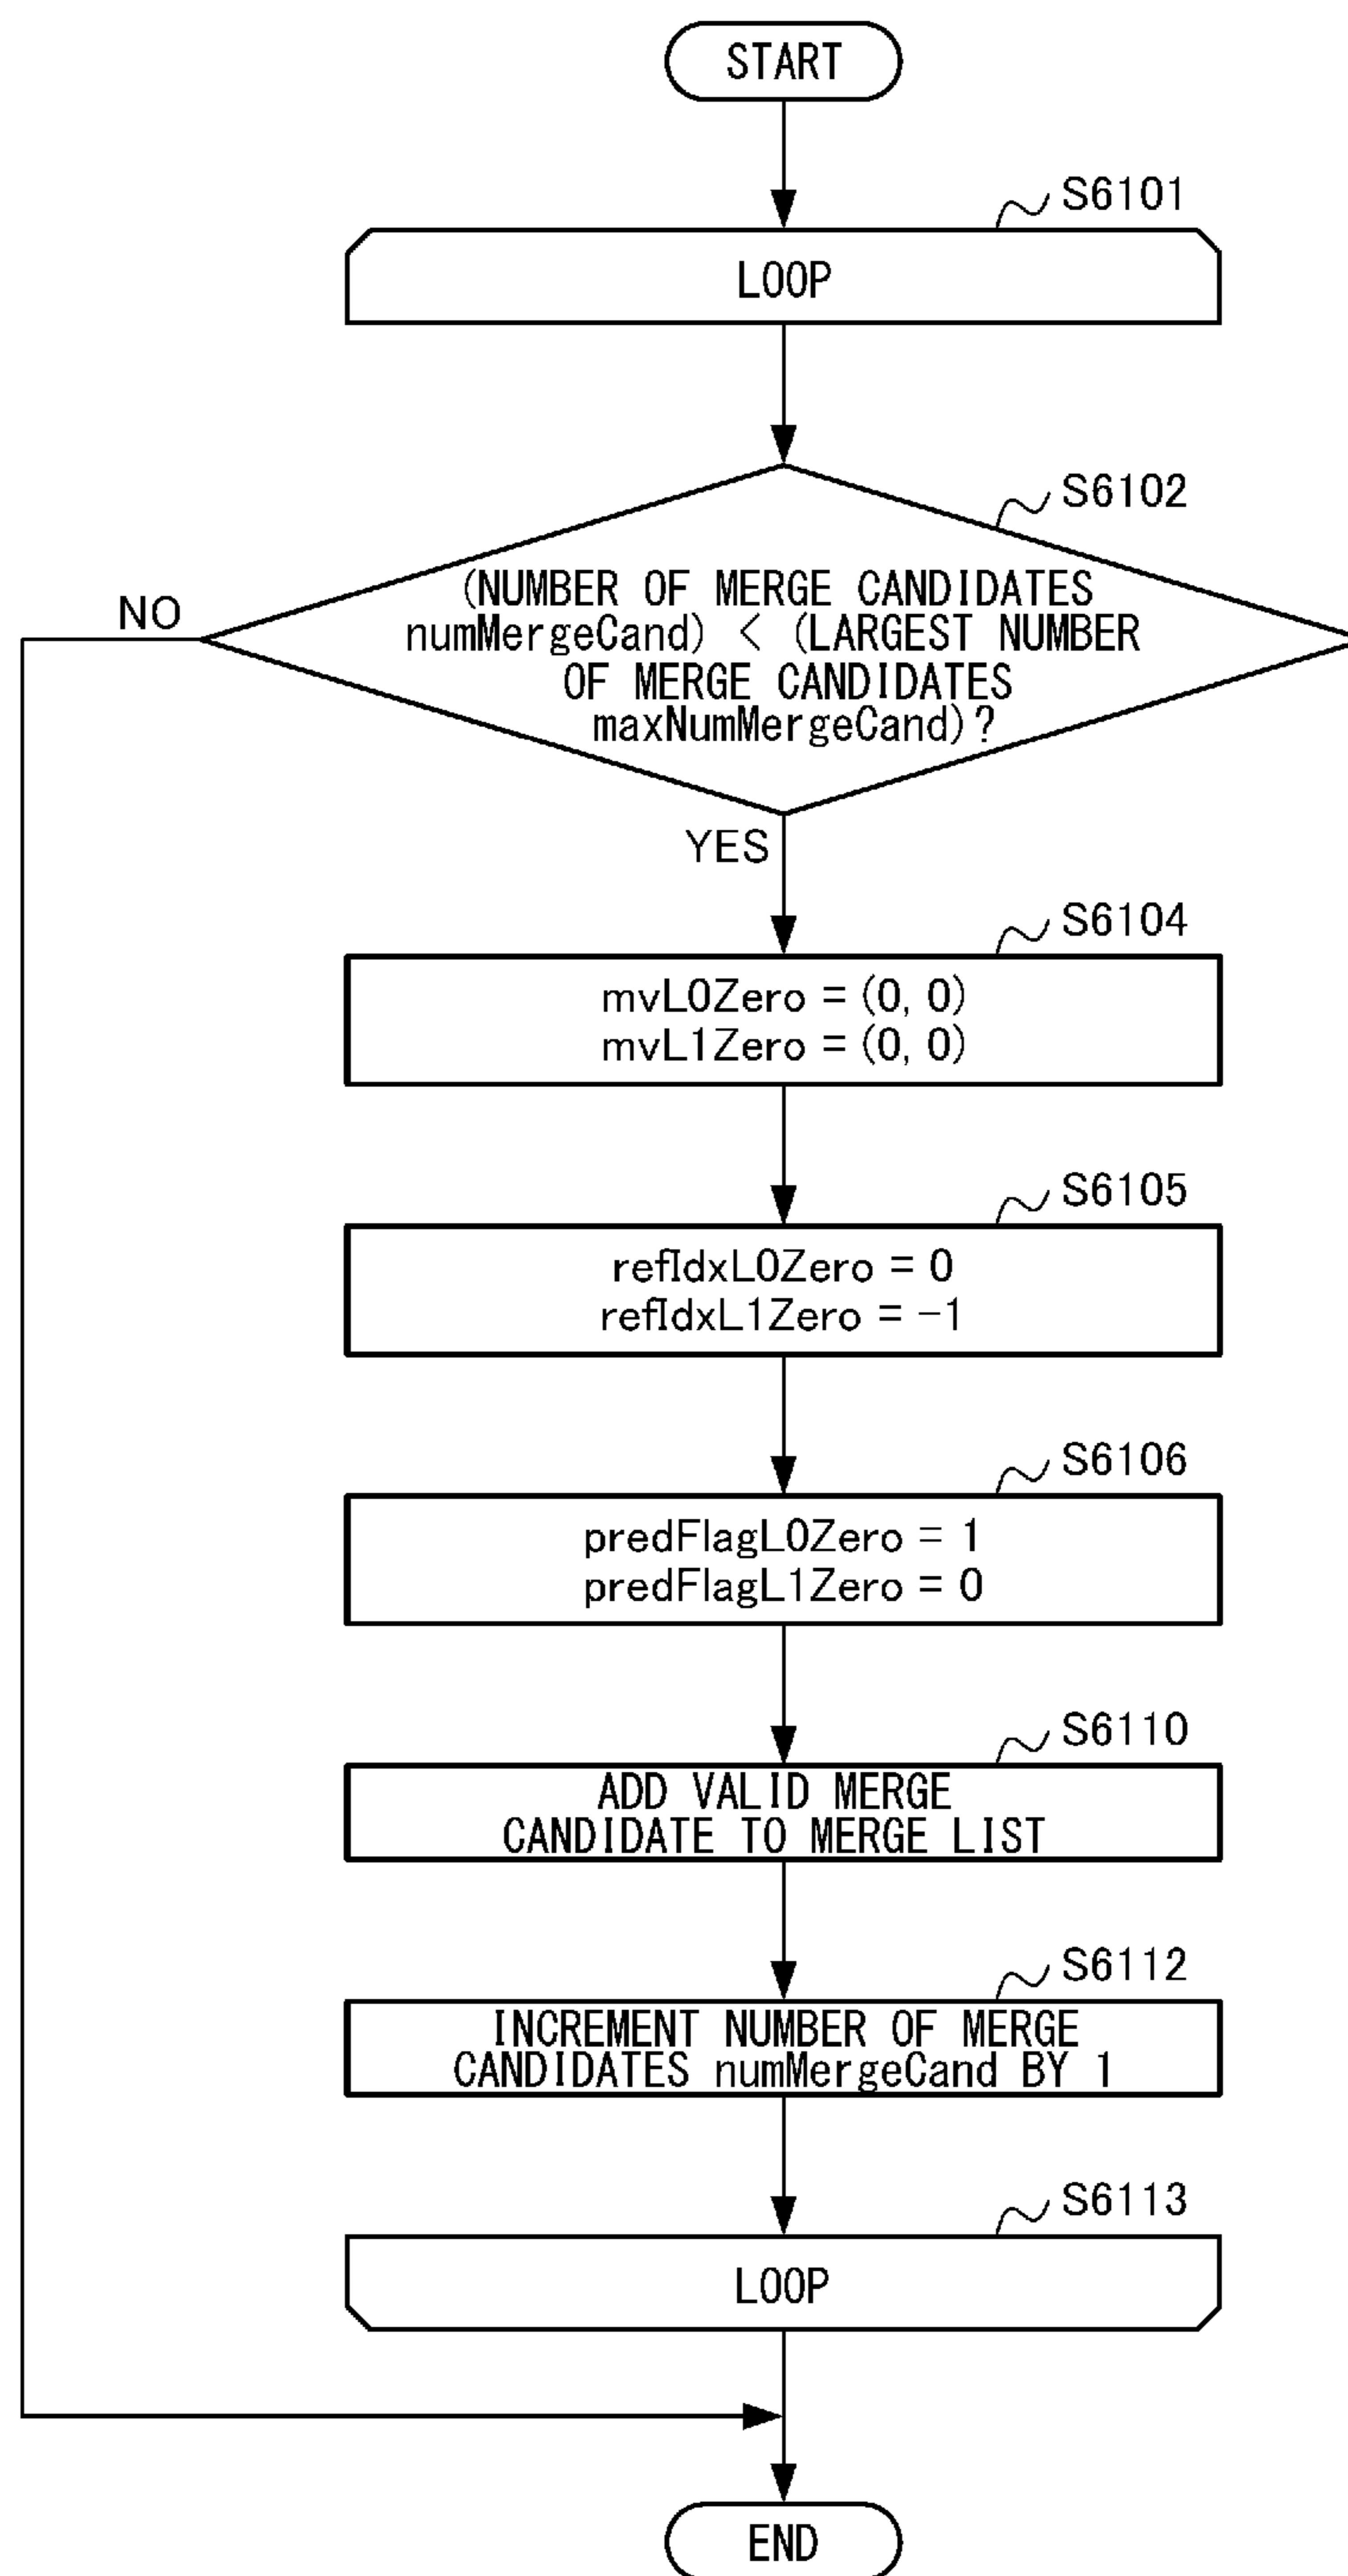 START
S6101
LOOP
S6102
(NUMBER OF MERGE CANDIDATES
numMergeCand) < (LARGEST NUMBER
OF MERGE CANDIDATES
maxNumMergeCand)?
NO
YES
S6104
mvL0Zero = (0, 0)
mvL1Zero = (0, 0)
S6105
refIdxL0Zero = 0
refIdxL1Zero = -1
S6106
predFlagL0Zero = 1
predFlagL1Zero = 0
S6110
ADD VALID MERGE
CANDIDATE TO MERGE LIST
S6112
INCREMENT NUMBER OF MERGE
CANDIDATES numMergeCand BY 1
S6113
LOOP
END